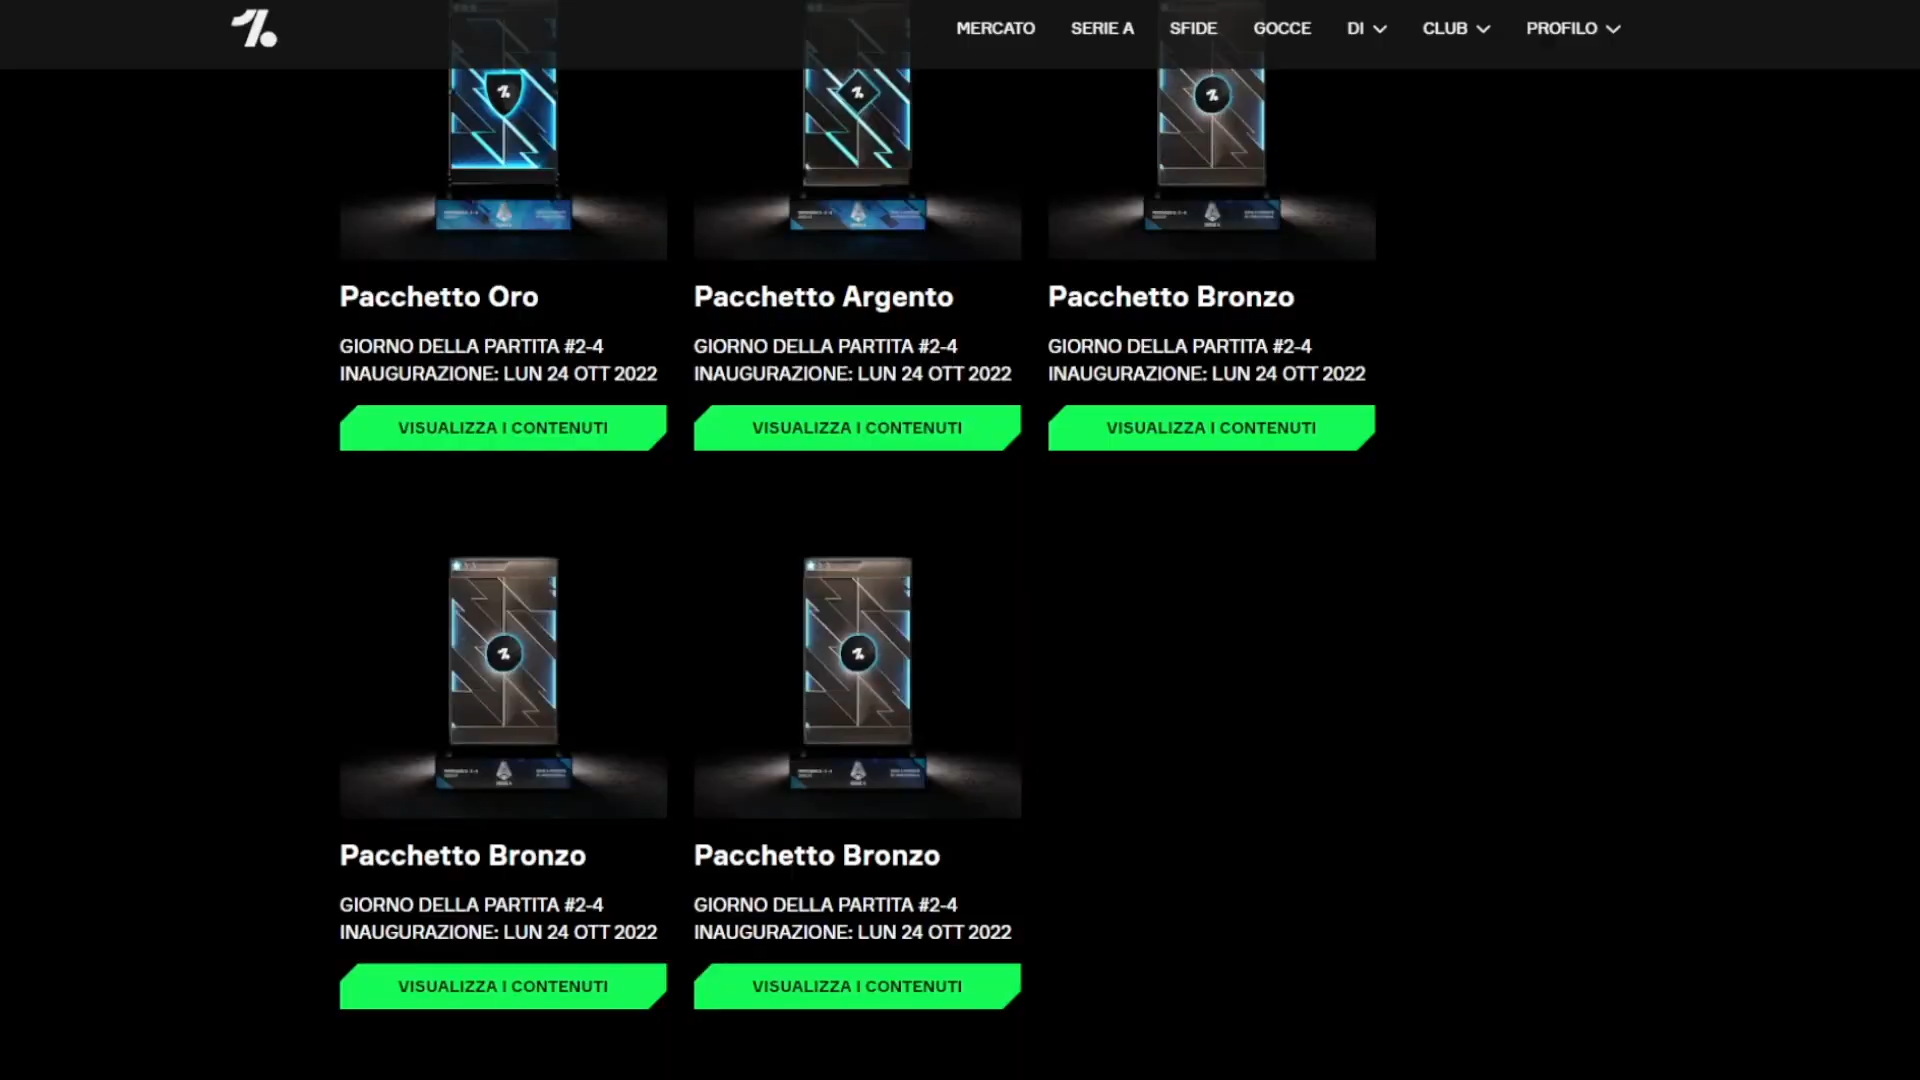 MERCATO SERIE A SFIDE GOCCE DI CLUB PROFILO
Pacchetto Oro
GIORNO DELLA PARTITA #2-4
INAUGURAZIONE: LUN 24 OTT 2022
VISUALIZZA I CONTENUTI
Pacchetto Argento
GIORNO DELLA PARTITA #2-4
INAUGURAZIONE: LUN 24 OTT 2022
VISUALIZZA I CONTENUTI
Pacchetto Bronzo
GIORNO DELLA PARTITA #2-4
INAUGURAZIONE: LUN 24 OTT 2022
VISUALIZZA I CONTENUTI
Pacchetto Bronzo
GIORNO DELLA PARTITA #2-4
INAUGURAZIONE: LUN 24 OTT 2022
VISUALIZZA I CONTENUTI
Pacchetto Bronzo
GIORNO DELLA PARTITA #2-4
INAUGURAZIONE: LUN 24 OTT 2022
VISUALIZZA I CONTENUTI